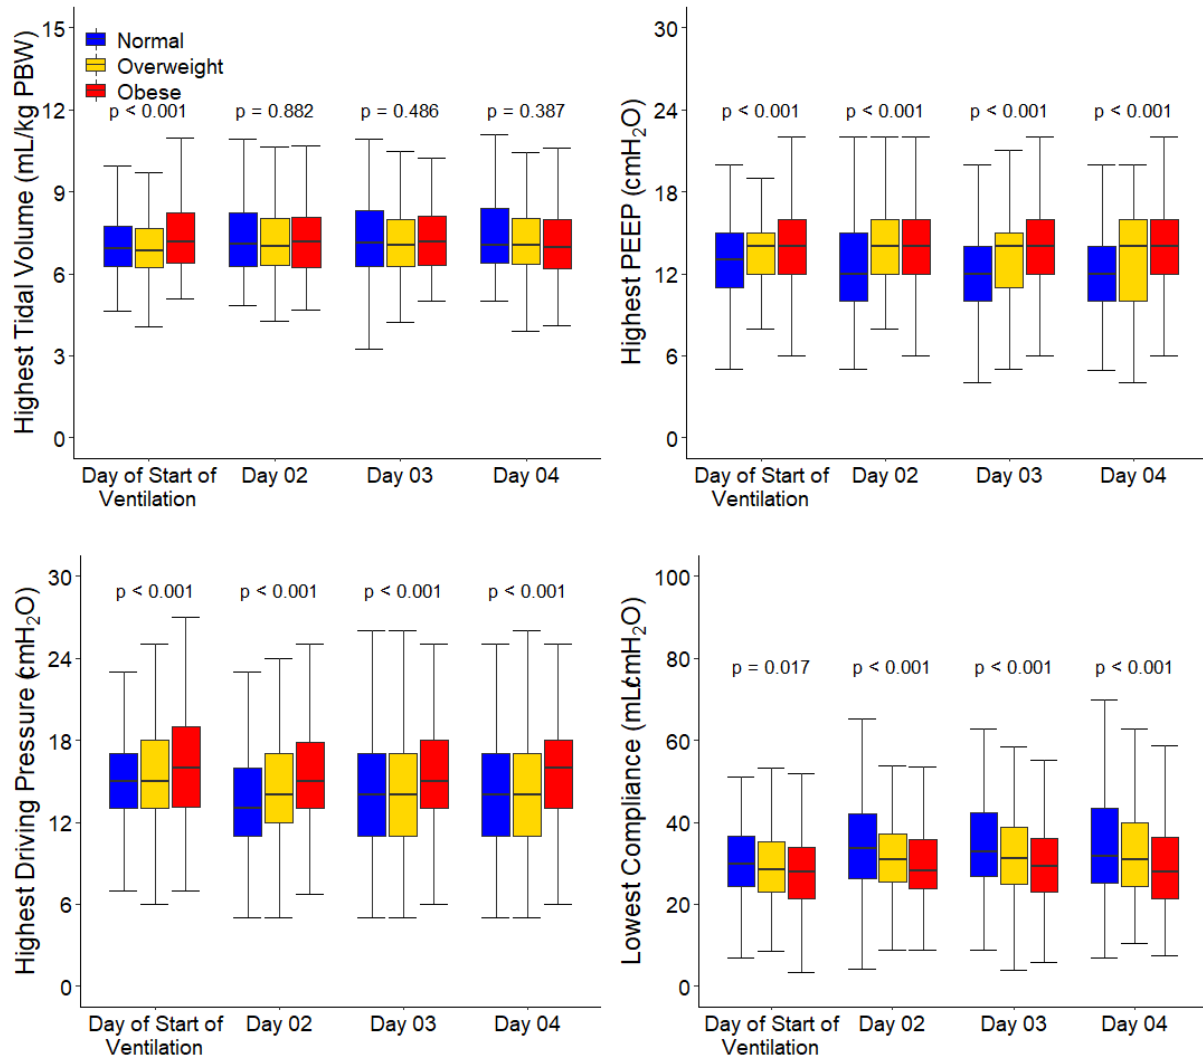 Highest Tidal Volume (mL/kg PBW)
15
12
9
6
3
0
Normal
Overweight
Obese
p < 0.001
p = 0.882
p = 0.486
p = 0.387
Day of Start of
Ventilation
Day 02
Day 03
Day 04
Highest PEEP (cmH2O)
30
24
18
12
6
0
p < 0.001
p < 0.001
p < 0.001
p < 0.001
Day of Start of
Ventilation
Day 02
Day 03
Day 04
Highest Driving Pressure (cmH2O)
30
24
18
12
6
0
p < 0.001
p < 0.001
p < 0.001
p < 0.001
Day of Start of
Ventilation
Day 02
Day 03
Day 04
Lowest Compliance (mL/cmH2O)
100
80
60
40
20
0
p = 0.017
p < 0.001
p < 0.001
p < 0.001
Day of Start of
Ventilation
Day 02
Day 03
Day 04